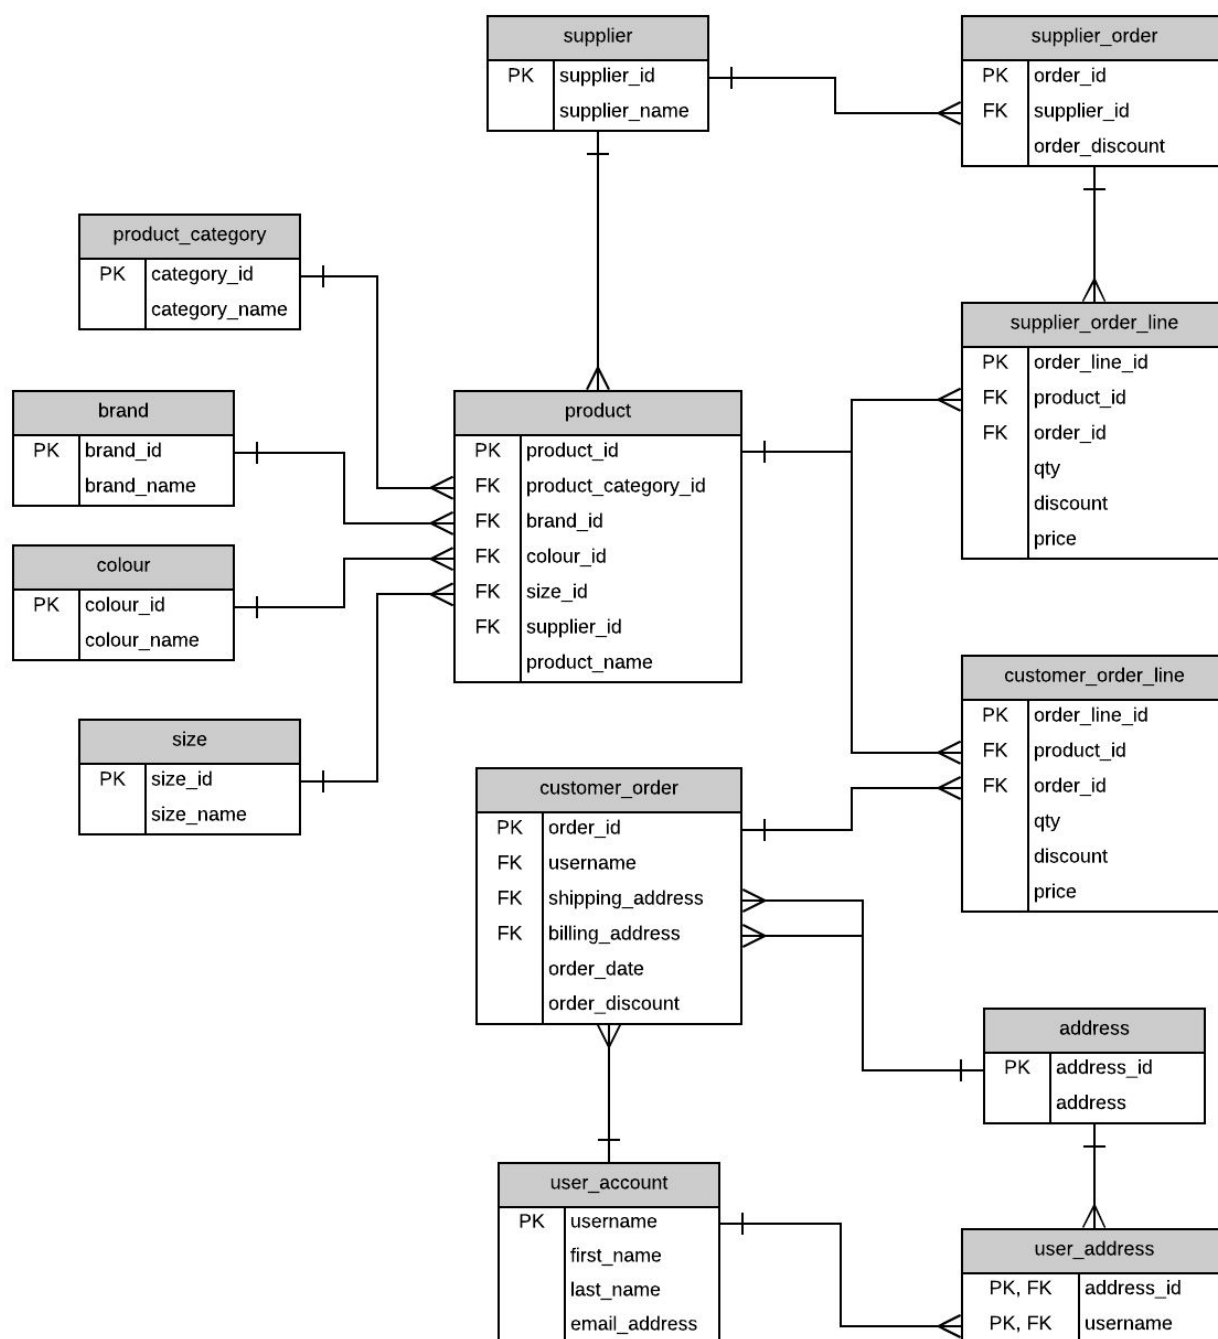 supplier
PK supplier_id
supplier_name
supplier_order
PK order_id
FK supplier_id
order_discount
product_category
PK category_id
category_name
brand
PK brand_id
brand_name
colour
PK colour_id
colour_name
size
PK size_id
size_name
product
PK product_id
FK product_category_id
FK brand_id
FK colour_id
FK size_id
FK supplier_id
product_name
supplier_order_line
PK order_line_id
FK product_id
FK order_id
qty
discount
price
customer_order_line
PK order_line_id
FK product_id
FK order_id
qty
discount
price
customer_order
PK order_id
FK username
FK shipping_address
FK billing_address
order_date
order_discount
address
PK address_id
address
user_account
PK username
first_name
last_name
email_address
user_address
PK, FK address_id
PK, FK username